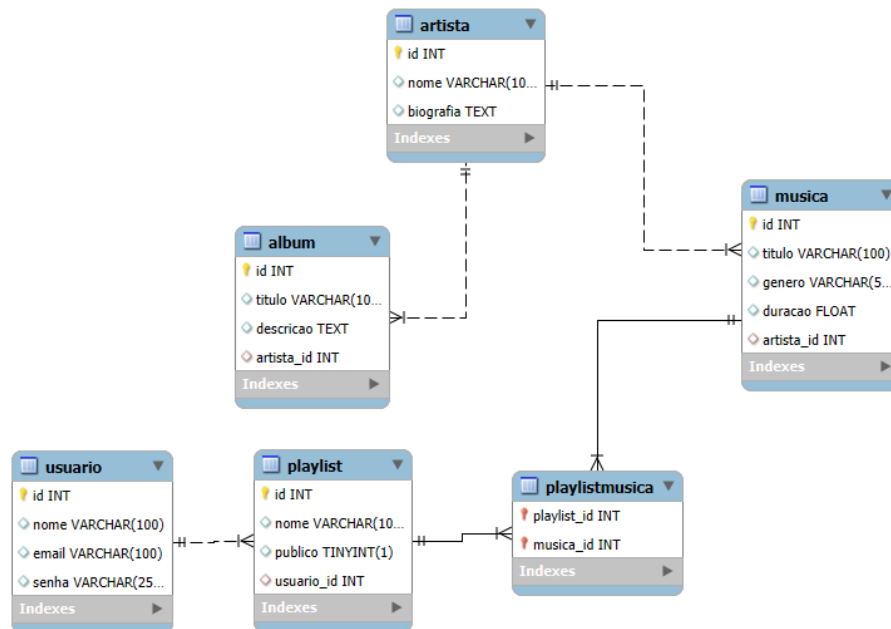 artista
id INT
nome VARCHAR(10...
biografia TEXT
Indexes
musica
id INT
titulo VARCHAR(100)
genero VARCHAR(5...
duracao FLOAT
artista_id INT
Indexes
album
id INT
titulo VARCHAR(10...
descricao TEXT
artista_id INT
Indexes
usuario
id INT
nome VARCHAR(100)
email VARCHAR(100)
senha VARCHAR(25...
Indexes
playlist
id INT
nome VARCHAR(10...
publico TINYINT(1)
usuario_id INT
Indexes
playlistmusica
playlist_id INT
musica_id INT
Indexes